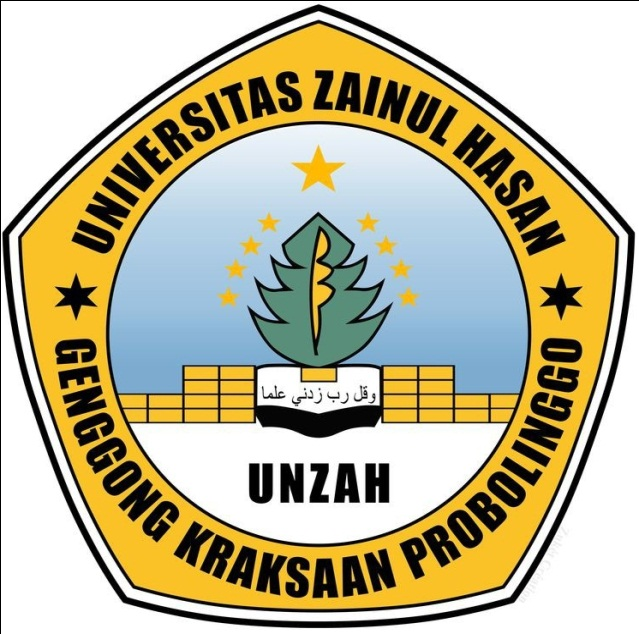 UNIVERSITAS ZAINUL HASAN
وقل رب زدني علما
UNZAH
GENGGONG KRAKSAAN PROBOLINGGO